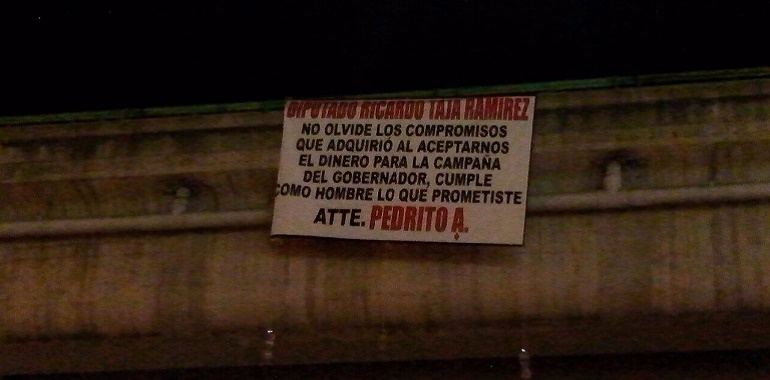 DIPUTADO RICARDO TAJA RAMIREZ
NO OLVIDE LOS COMPROMISOS
QUE ADQUIRIÓ AL ACEPTARNOS
EL DINERO PARA LA CAMPAÑA
DEL GOBERNADOR, CUMPLE
COMO HOMBRE LO QUE PROMETISTE
ATTE. PEDRITO A.